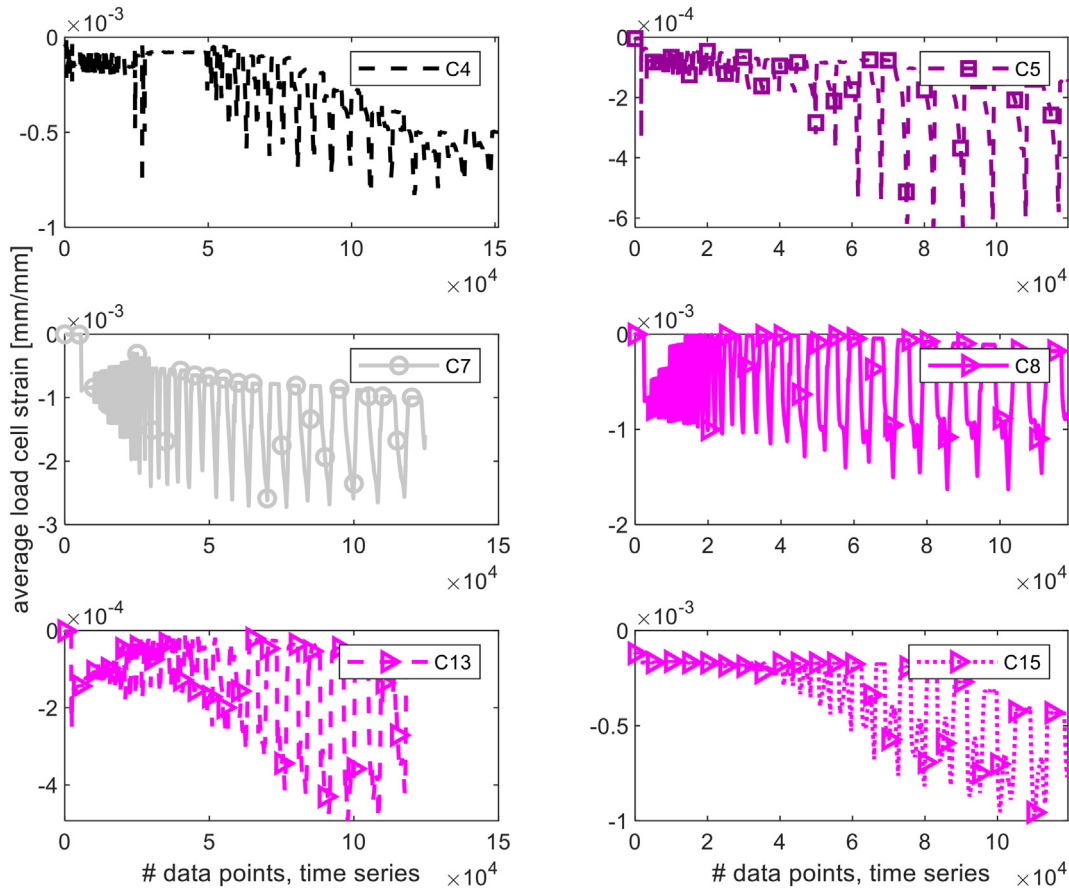 ×10⁻³
0
-0.5
-1
C4
0 5 10 15
×10⁴
×10⁻⁴
0
-2
-4
-6
C5
0 2 4 6 8 10
×10⁴
average load cell strain [mm/mm]
×10⁻³
0
-1
-2
-3
C7
0 5 10 15
×10⁴
×10⁻³
0
-1
-2
C8
0 2 4 6 8 10
×10⁴
×10⁻⁴
0
-2
-4
C13
0 5 10 15
# data points, time series ×10⁴
×10⁻³
0
-0.5
-1
C15
0 2 4 6 8 10
# data points, time series ×10⁴